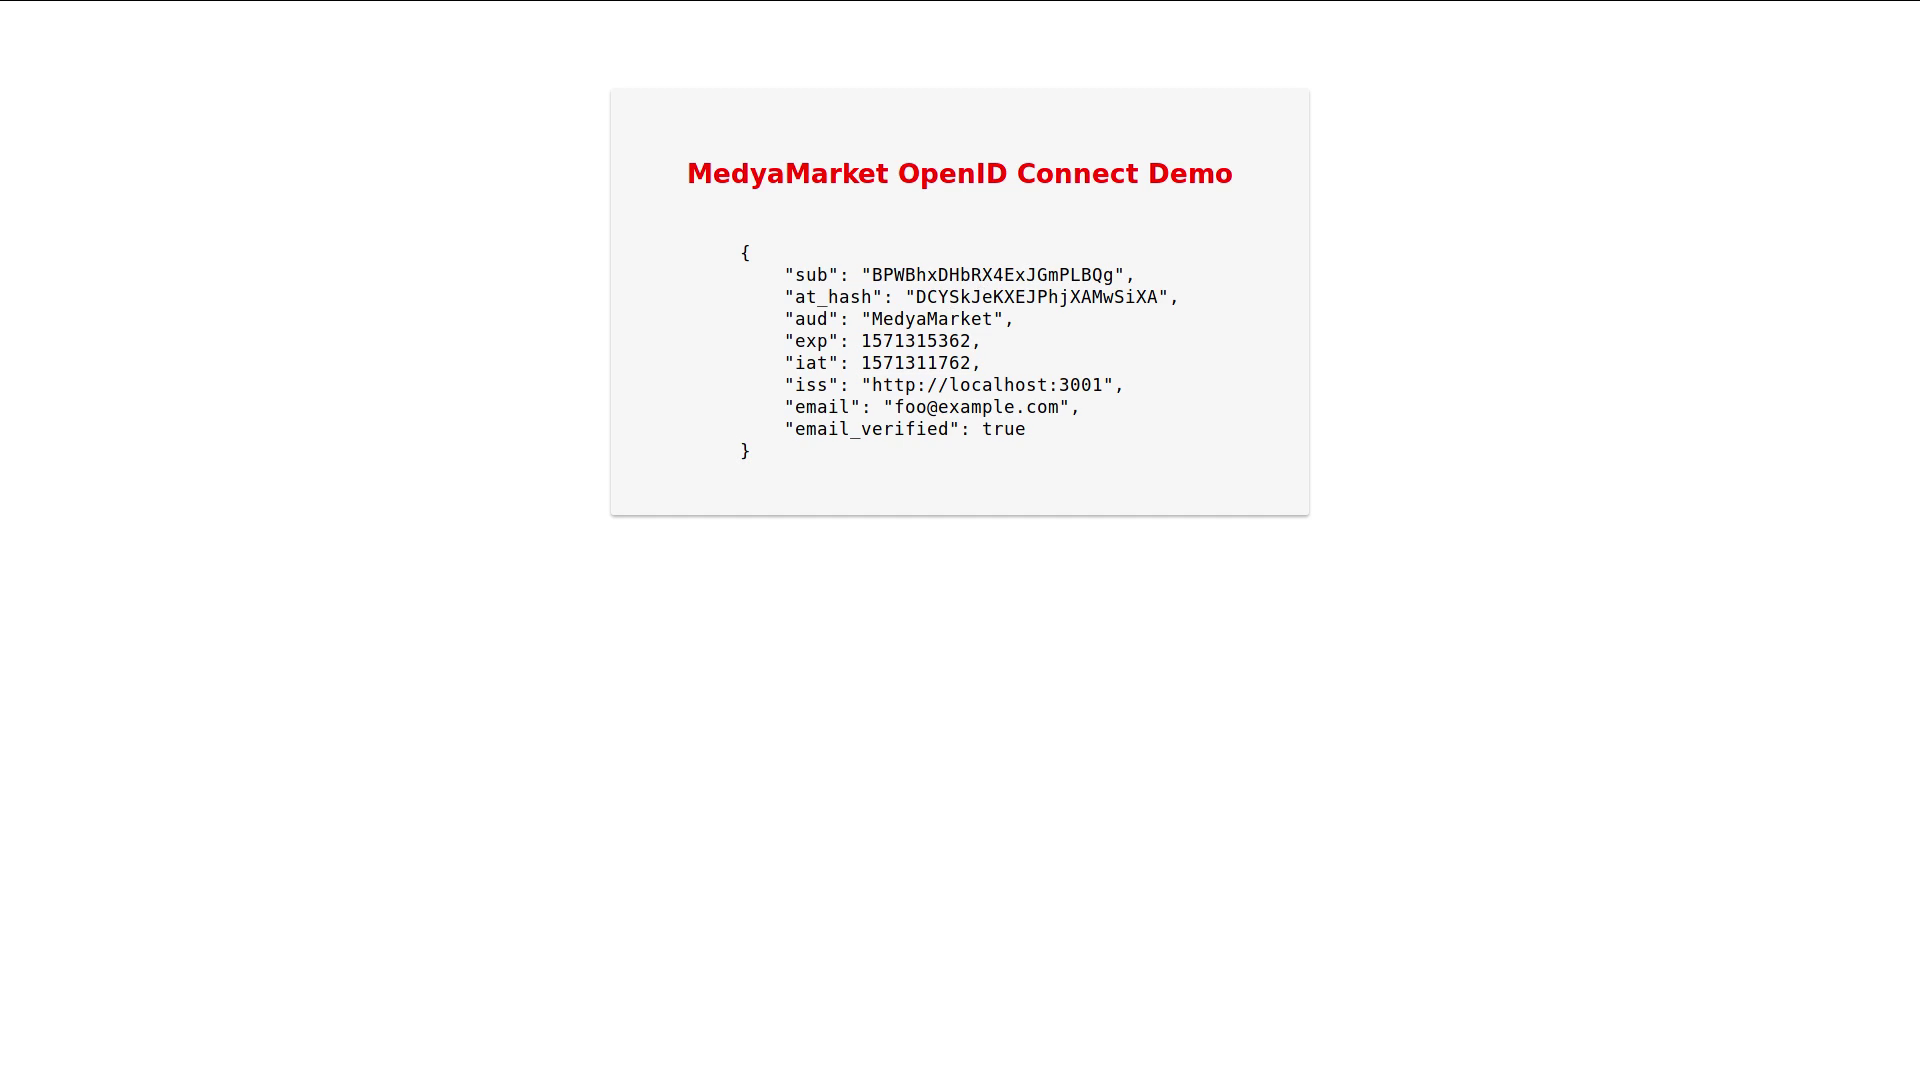 MedyaMarket OpenID Connect Demo
{
    "sub": "BPWBhxDHbRX4ExJGmPLBQg",
    "at_hash": "DCYSkJeKXEJPhjXAMwSiXA",
    "aud": "MedyaMarket",
    "exp": 1571315362,
    "iat": 1571311762,
    "iss": "http://localhost:3001",
    "email": "foo@example.com",
    "email_verified": true
}